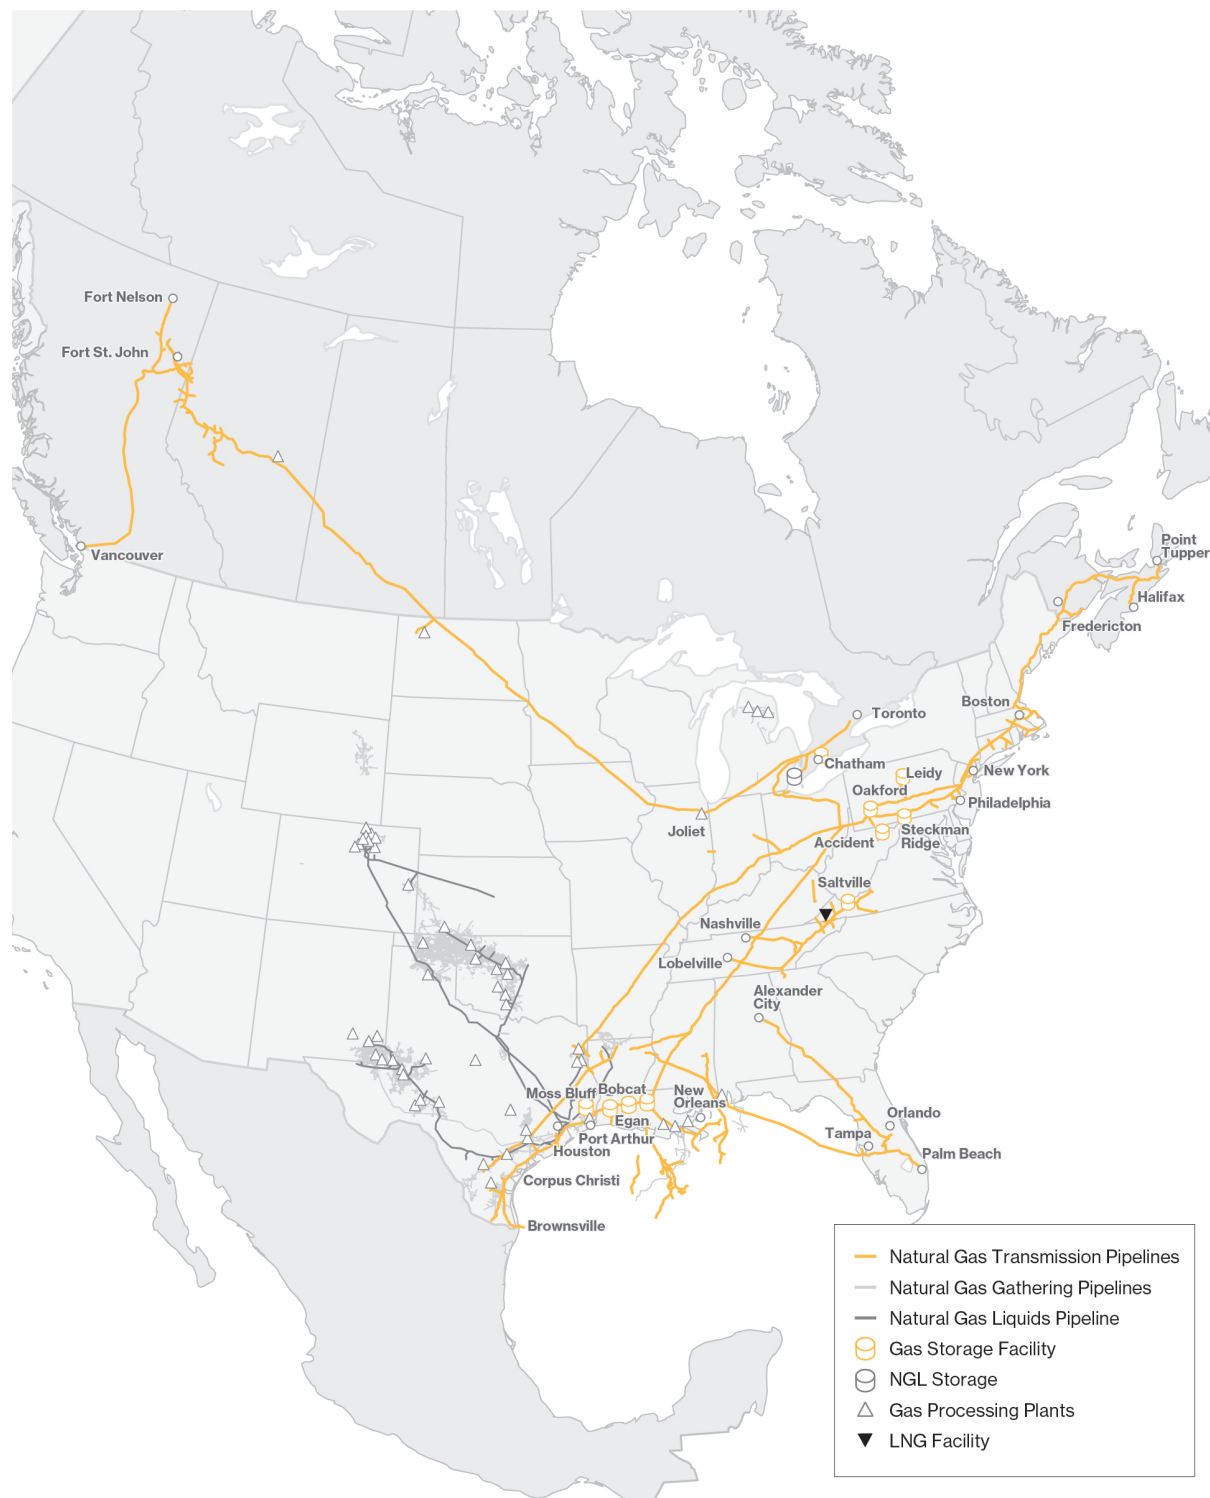 Fort Nelson
Fort St. John
Vancouver
Point
Tupper
Halifax
Fredericton
Boston
Toronto
Chatham
Leidy
New York
Oakford
Philadelphia
Joliet
Accident
Steckman
Ridge
Saltville
Nashville
Lobelville
Alexander
City
Moss Bluff
Bobcat
New
Orleans
Egan
Port Arthur
Houston
Orlando
Tampa
Palm Beach
Corpus Christi
Brownsville
Natural Gas Transmission Pipelines
Natural Gas Gathering Pipelines
Natural Gas Liquids Pipeline
Gas Storage Facility
NGL Storage
Gas Processing Plants
LNG Facility